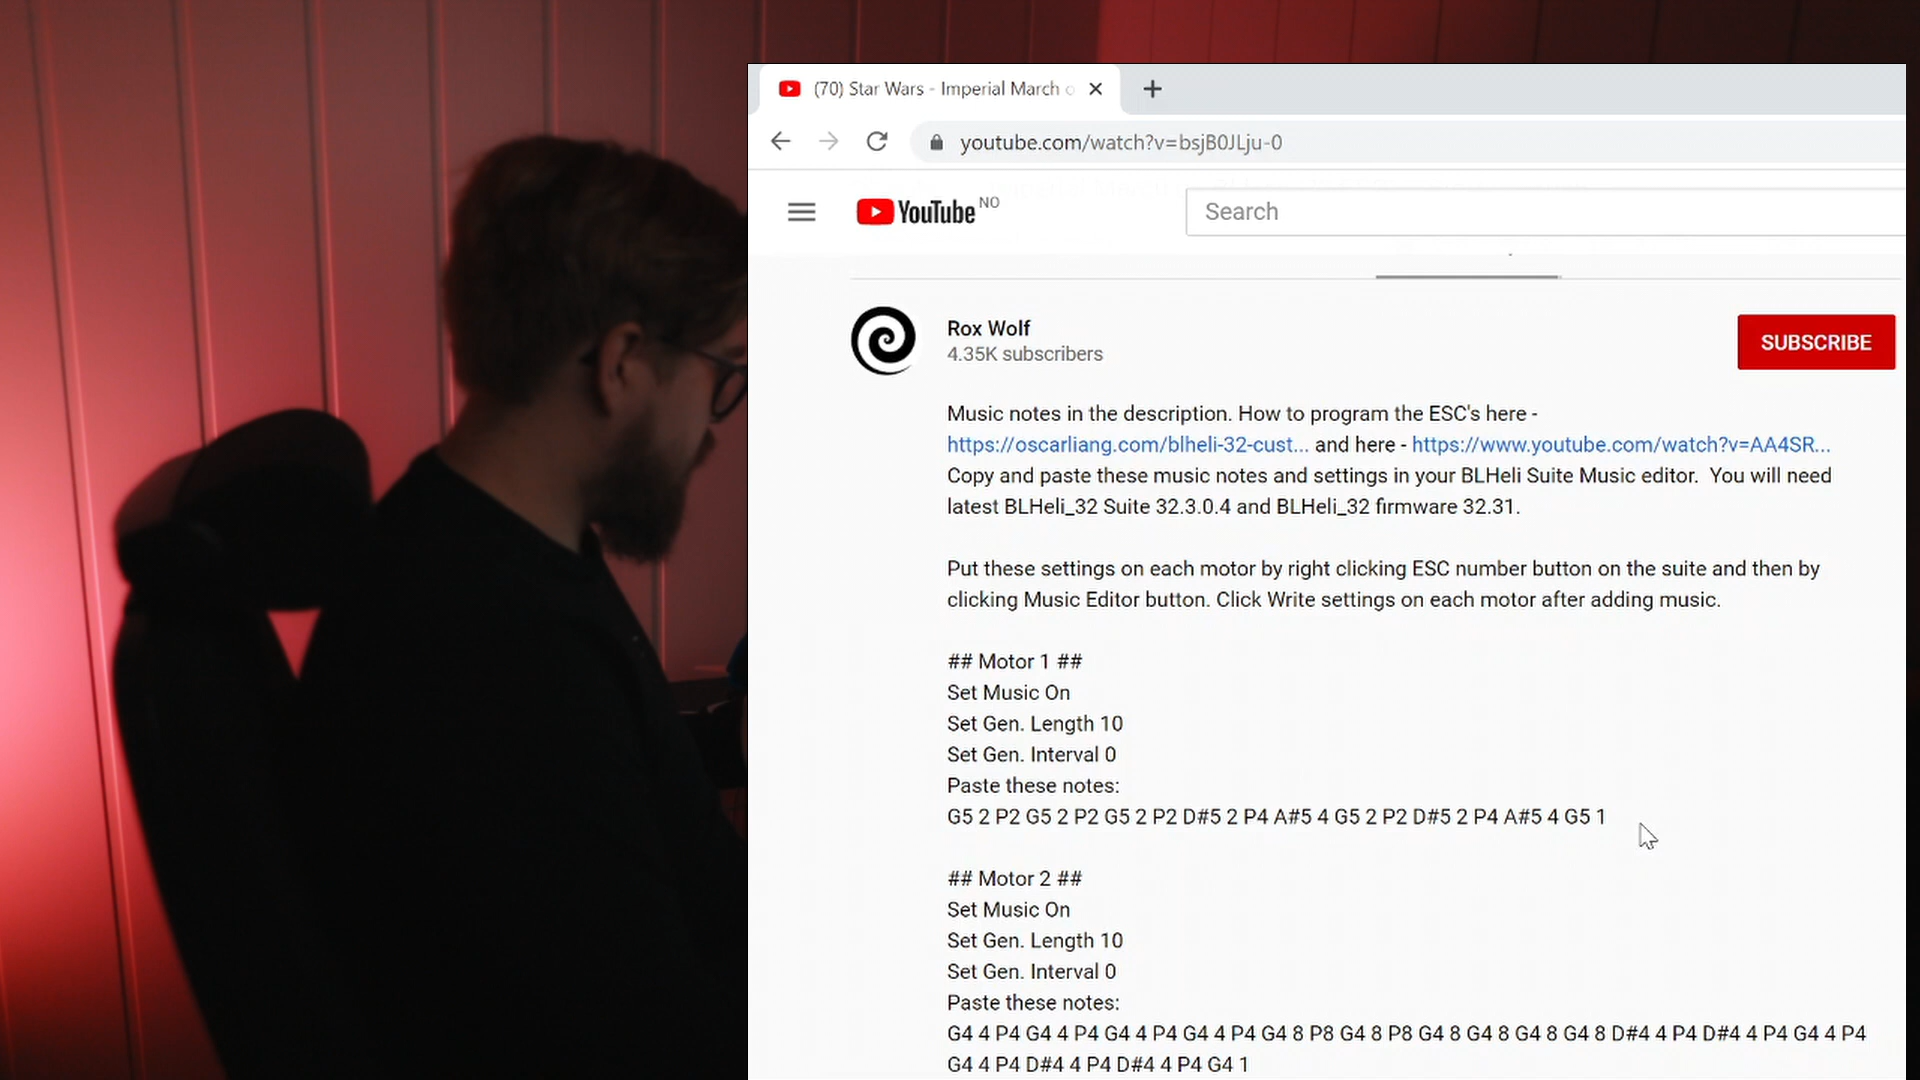 (70) Star Wars - Imperial March o
youtube.com/watch?v=bsjB0JLju-0
YouTube NO
Search
Rox Wolf
4.35K subscribers
SUBSCRIBE
Music notes in the description. How to program the ESC's here -
https://oscarliang.com/blheli-32-cust... and here - https://www.youtube.com/watch?v=AA4SR...
Copy and paste these music notes and settings in your BLHeli Suite Music editor. You will need
latest BLHeli_32 Suite 32.3.0.4 and BLHeli_32 firmware 32.31.
Put these settings on each motor by right clicking ESC number button on the suite and then by
clicking Music Editor button. Click Write settings on each motor after adding music.
## Motor 1 ##
Set Music On
Set Gen. Length 10
Set Gen. Interval 0
Paste these notes:
G5 2 P2 G5 2 P2 G5 2 P2 D#5 2 P4 A#5 4 G5 2 P2 D#5 2 P4 A#5 4 G5 1
## Motor 2 ##
Set Music On
Set Gen. Length 10
Set Gen. Interval 0
Paste these notes:
G4 4 P4 G4 4 P4 G4 4 P4 G4 4 P4 G4 8 P8 G4 8 P8 G4 8 G4 8 G4 8 G4 8 D#4 4 P4 D#4 4 P4 G4 4 P4
G4 4 P4 D#4 4 P4 D#4 4 P4 G4 1